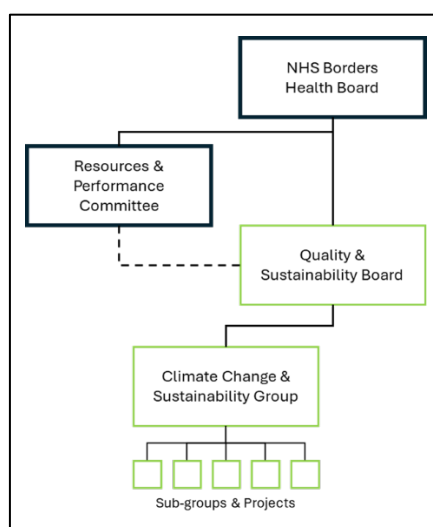 NHS Borders
Health Board
Resources &
Performance
Committee
Quality &
Sustainability Board
Climate Change &
Sustainability Group
Sub-groups & Projects